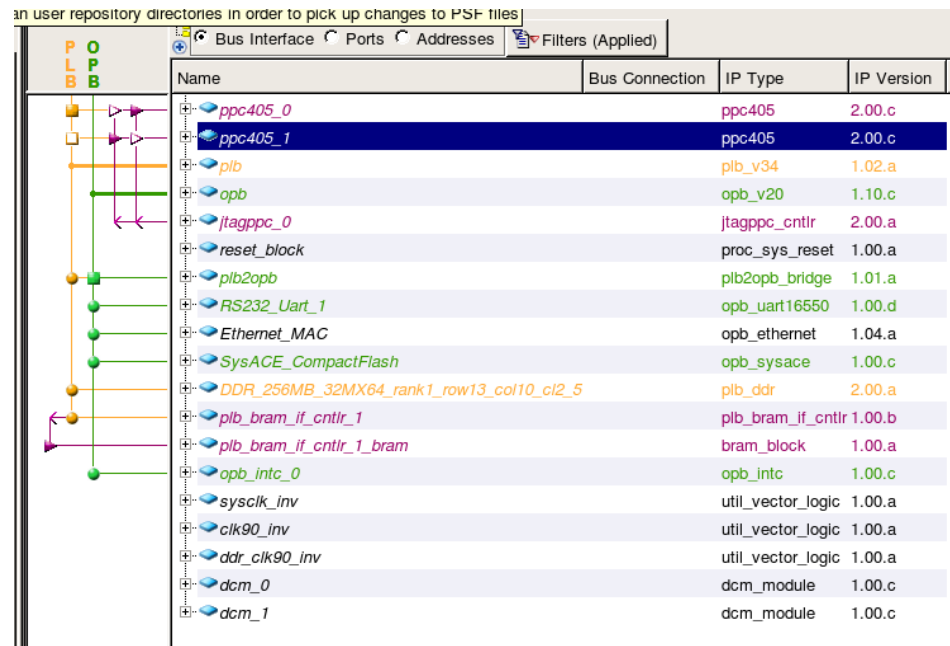 an user repository directories in order to pick up changes to PSF files
P O
L P
B B
Bus Interface Ports Addresses Filters (Applied)
Name Bus Connection IP Type IP Version
ppc405_0 ppc405 2.00.c
ppc405_1 ppc405 2.00.c
plb plb_v34 1.02.a
opb opb_v20 1.10.c
jtagppc_0 jtagppc_cntlr 2.00.a
reset_block proc_sys_reset 1.00.a
plb2opb plb2opb_bridge 1.01.a
RS232_Uart_1 opb_uart16550 1.00.d
Ethernet_MAC opb_ethernet 1.04.a
SysACE_CompactFlash opb_sysace 1.00.c
DDR_256MB_32MX64_rank1_row13_col10_cl2_5 plb_ddr 2.00.a
plb_bram_if_cntlr_1 plb_bram_if_cntlr 1.00.b
plb_bram_if_cntlr_1_bram bram_block 1.00.a
opb_intc_0 opb_intc 1.00.c
sysclk_inv util_vector_logic 1.00.a
clk90_inv util_vector_logic 1.00.a
ddr_clk90_inv util_vector_logic 1.00.a
dcm_0 dcm_module 1.00.c
dcm_1 dcm_module 1.00.c